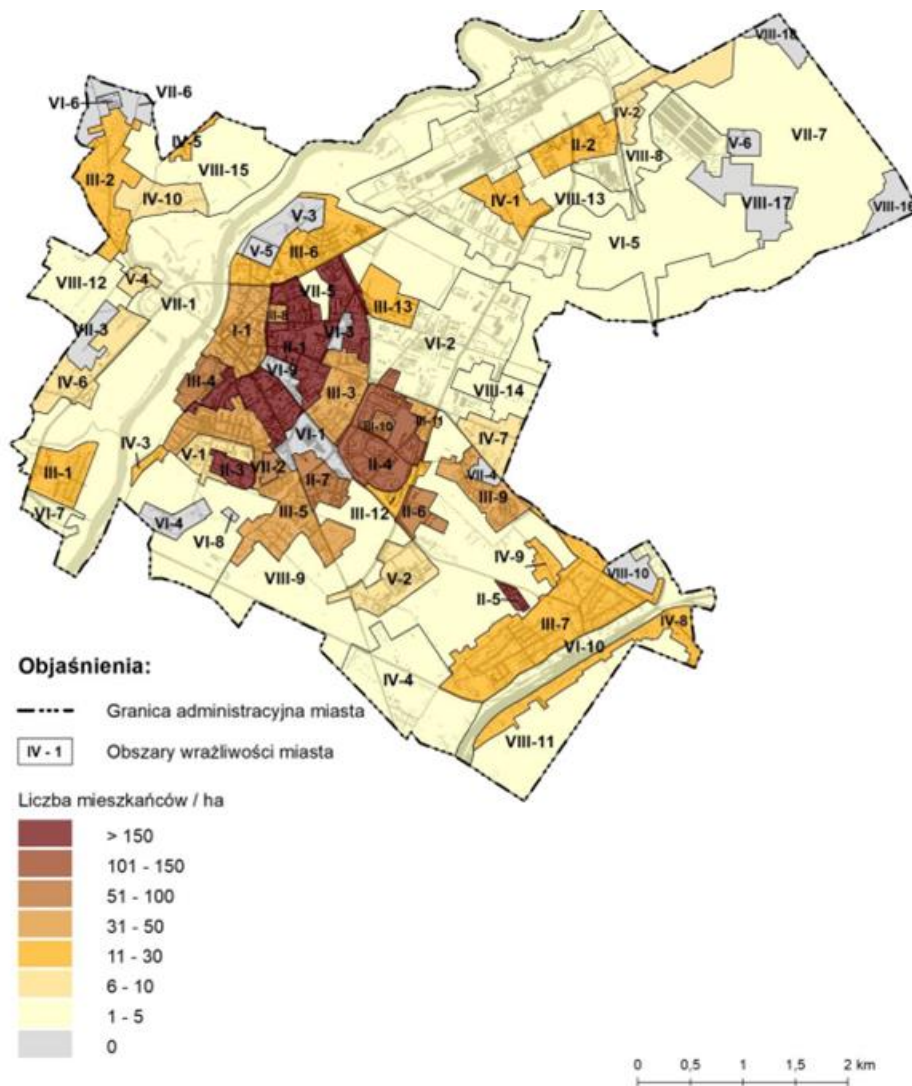 VIII-18
VI-6
VII-6
IV-2
IV-5
II-2
VII-7
V-6
VIII-15
VIII-8
III-2
IV-10
IV-1
VIII-13
VIII-17
VIII-16
V-3
V-5
III-6
VI-5
VIII-12
V-4
VII-1
VII-5
III-13
II-8
VII-3
I-1
II-1
VI-3
VI-2
VI-9
IV-6
III-4
III-3
VIII-14
III-10
III-11
VI-1
IV-7
IV-3
V-1
II-3
VII-2
II-4
III-1
II-7
VII-4
III-9
VI-7
VI-4
VI-8
III-5
III-12
II-6
IV-9
VIII-9
V-2
VIII-10
II-5
III-7
IV-8
VI-10
IV-4
VIII-11
Objaśnienia:
Granica administracyjna miasta
IV - 1 Obszary wrażliwości miasta
Liczba mieszkańców / ha
> 150
101 - 150
51 - 100
31 - 50
11 - 30
6 - 10
1 - 5
0
0 0,5 1 1,5 2 km